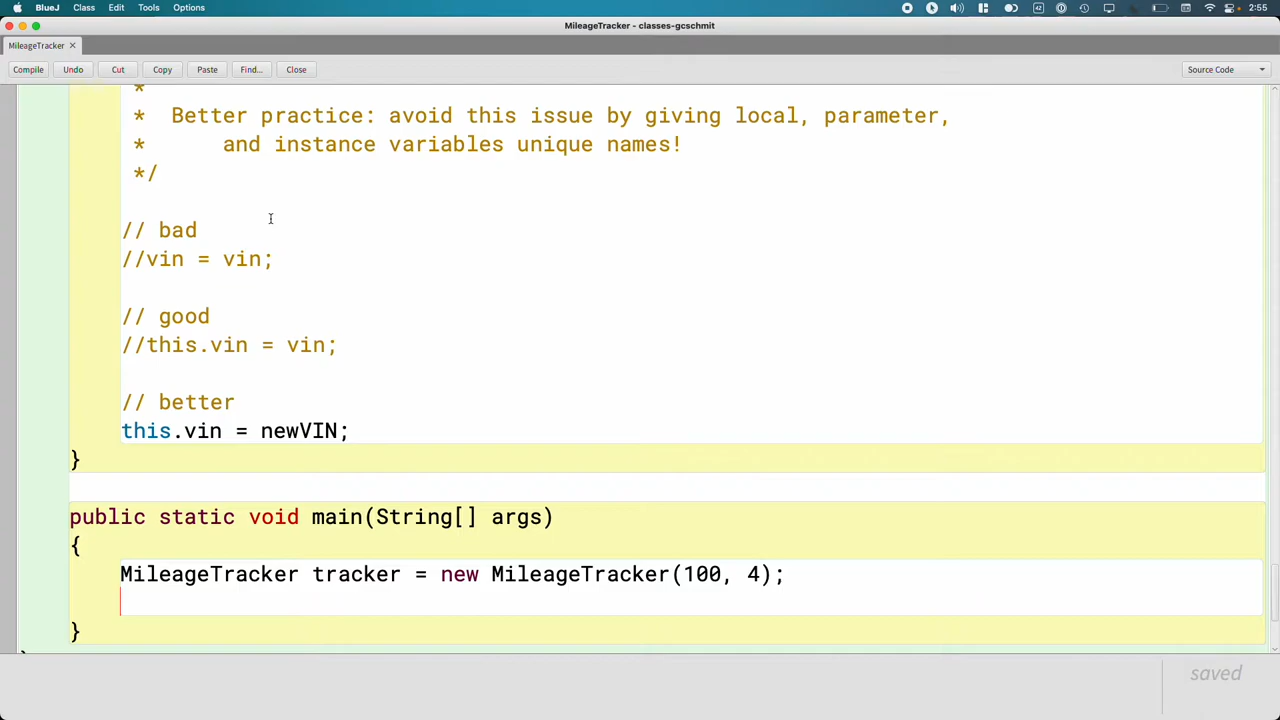 BlueJ Class Edit Tools Options 2:55
MileageTracker - classes-gcschmit
MileageTracker
Compile Undo Cut Copy Paste Find... Close Source Code
*
* Better practice: avoid this issue by giving local, parameter,
* and instance variables unique names!
*/
// bad
//vin = vin;
// good
//this.vin = vin;
// better
this.vin = newVIN;
}
public static void main(String[] args)
{
MileageTracker tracker = new MileageTracker(100, 4);
}
saved